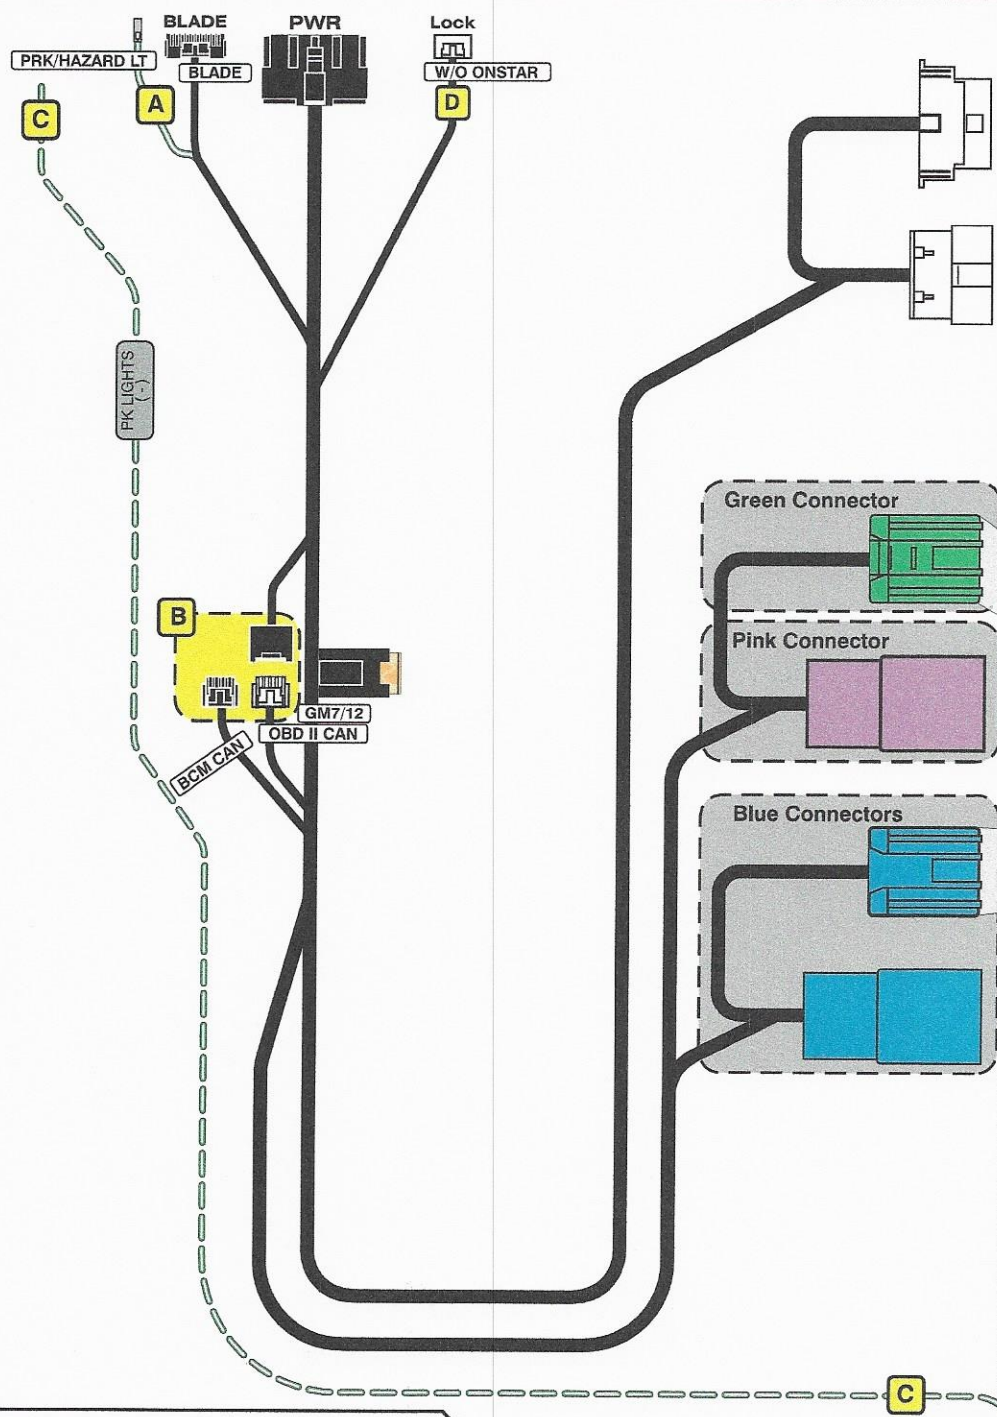 BLADE
PWR
Lock
PRK/HAZARD LT
BLADE
W/O ONSTAR
C
A
D
PK LIGHTS
(-)
Green Connector
B
Pink Connector
GM7/12
OBD II CAN
BCM CAN
Blue Connectors
C